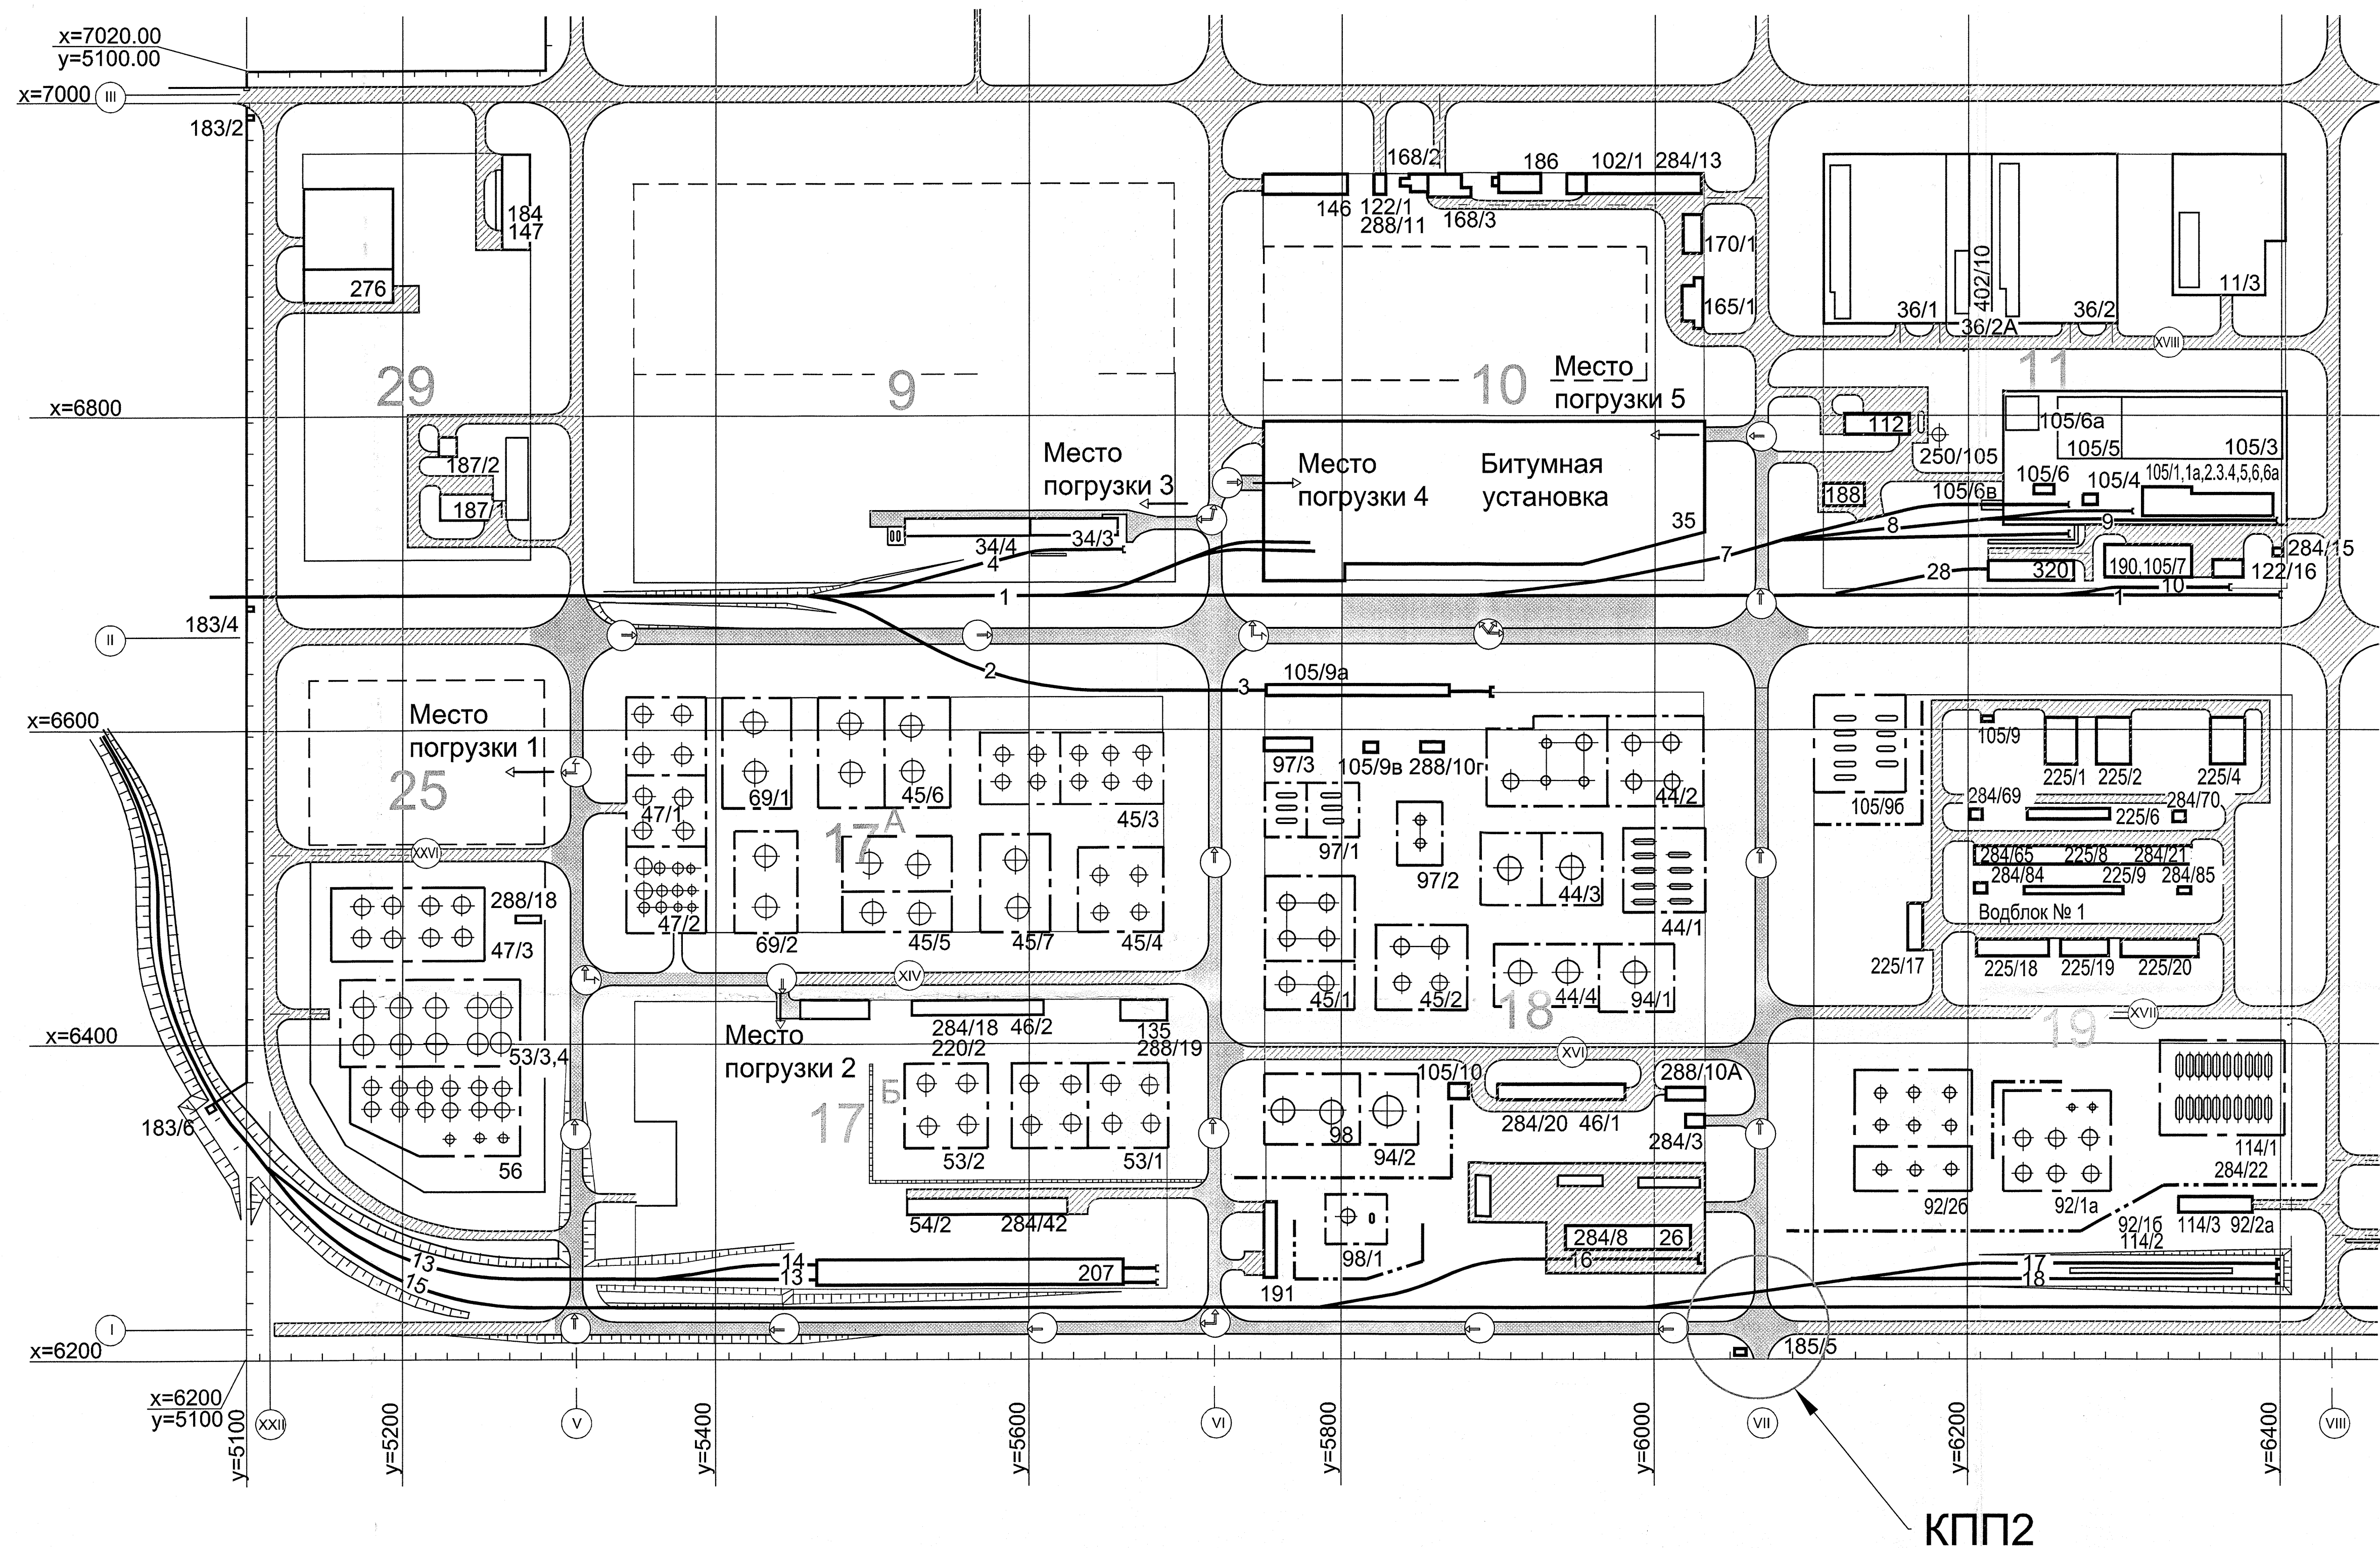 x=7020.00
y=5100.00
x=7000
III
183/2
184
147
276
168/2
186
102/1
284/13
146
122/1
288/11
168/3
170/1
165/1
36/1
402/10
36/2А
36/2
11/3
XVIII
29
9
10
11
Место
погрузки 5
x=6800
187/2
187/1
Место
погрузки 3
Место
погрузки 4
Битумная
установка
35
34/4
34/3
4
112
250/105
188
105/6а
105/5
105/3
105/6
105/4
105/1,1а,2.3.4,5,6,6а
105/6в
8
9
7
284/15
28
320
190,105/7
122/16
10
1
1
183/4
II
2
3
105/9а
x=6600
Место
погрузки 1
25
XXVI
47/1
69/1
45/6
45/3
17
А
47/2
69/2
45/5
45/7
45/4
97/3
105/9в
288/10г
44/2
97/1
97/2
44/3
44/1
45/1
45/2
44/4
94/1
18
105/9б
105/9
225/1
225/2
225/4
284/69
225/6
284/70
284/65
225/8
284/21
284/84
225/9
284/85
Водблок № 1
225/17
225/18
225/19
225/20
XVII
19
288/18
47/3
XIV
x=6400
53/3,4
56
Место
погрузки 2
284/18
46/2
220/2
135
288/19
17
Б
53/2
53/1
54/2
284/42
XVI
105/10
288/10А
98
94/2
284/20
46/1
284/3
98/1
284/8
26
16
191
92/2б
92/1а
114/1
284/22
92/1б
114/2
114/3
92/2а
17
18
183/6
13
15
14
13
207
I
x=6200
185/5
x=6200
y=5100
y=5100
XXII
y=5200
V
y=5400
y=5600
VI
y=5800
y=6000
VII
y=6200
y=6400
VIII
КПП2